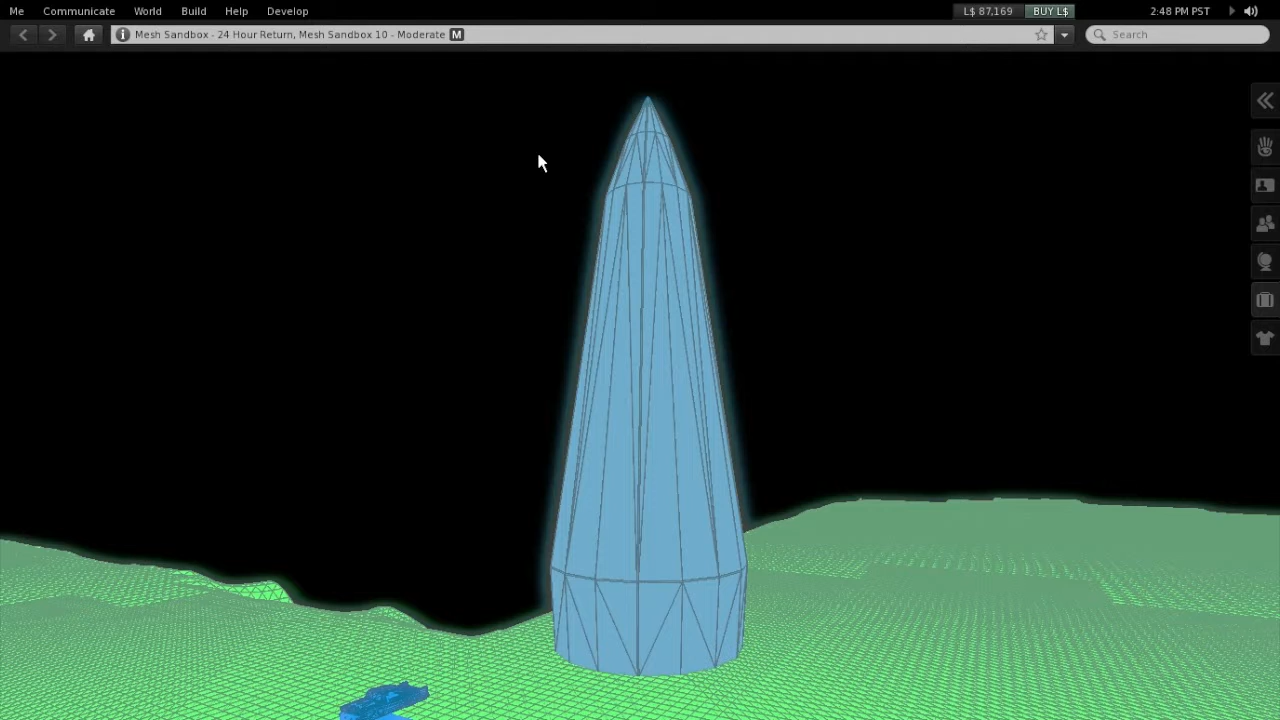 Me Communicate World Build Help Develop L$ 87,169 BUY L$ 2:48 PM PST
Mesh Sandbox - 24 Hour Return, Mesh Sandbox 10 - Moderate M Search